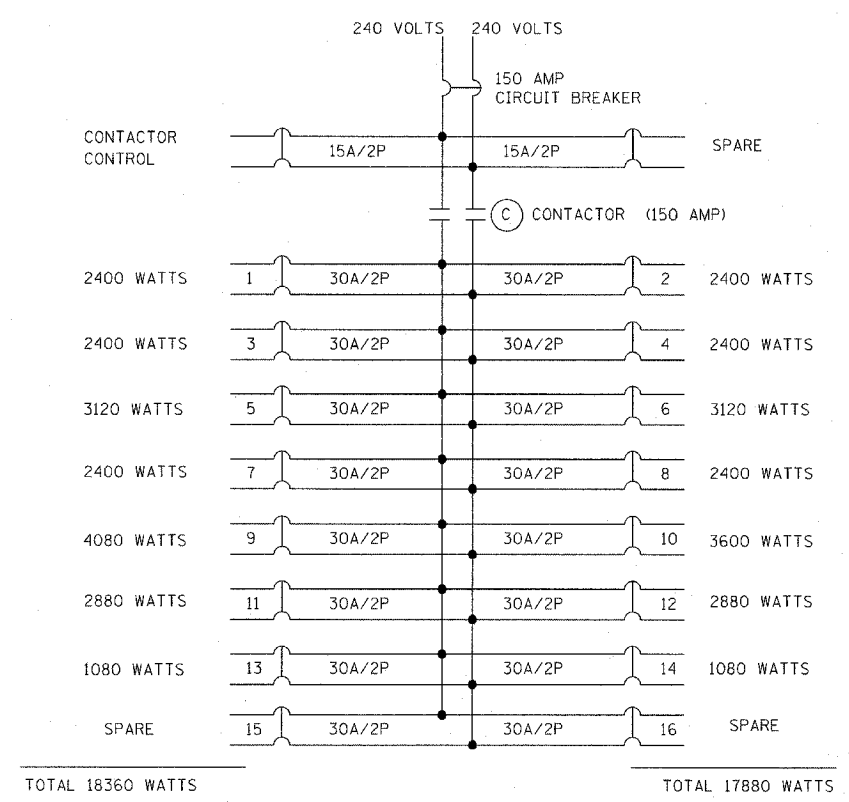 240 VOLTS 240 VOLTS
150 AMP
CIRCUIT BREAKER
CONTACTOR
CONTROL
15A/2P 15A/2P SPARE
C CONTACTOR (150 AMP)
2400 WATTS 1 30A/2P 30A/2P 2 2400 WATTS
2400 WATTS 3 30A/2P 30A/2P 4 2400 WATTS
3120 WATTS 5 30A/2P 30A/2P 6 3120 WATTS
2400 WATTS 7 30A/2P 30A/2P 8 2400 WATTS
4080 WATTS 9 30A/2P 30A/2P 10 3600 WATTS
2880 WATTS 11 30A/2P 30A/2P 12 2880 WATTS
1080 WATTS 13 30A/2P 30A/2P 14 1080 WATTS
SPARE 15 30A/2P 30A/2P 16 SPARE
TOTAL 18360 WATTS TOTAL 17880 WATTS